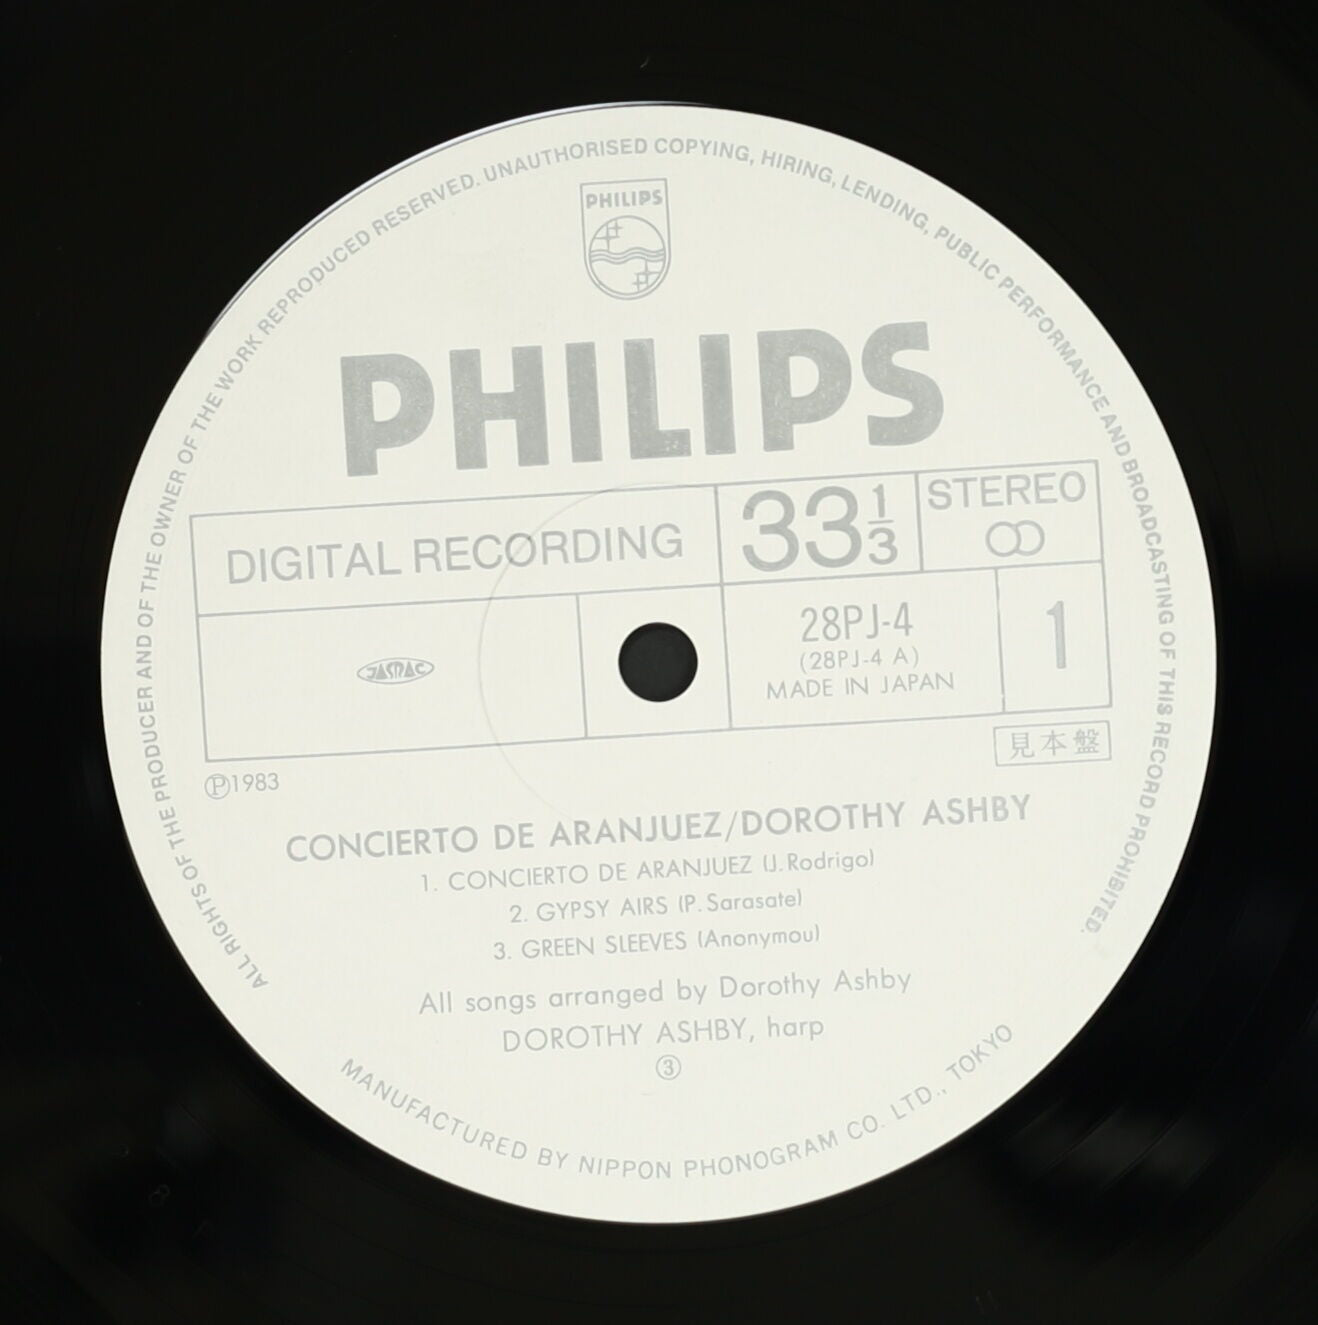 ALL RIGHTS OF THE PRODUCER AND OF THE OWNER OF THE WORK REPRODUCED RESERVED. UNAUTHORISED COPYING, HIRING, LENDING, PUBLIC PERFORMANCE AND BROADCASTING OF THIS RECORD PROHIBITED.
PHILIPS
PHILIPS
DIGITAL RECORDING
33 1/3
STEREO
JASRAC
28PJ-4
(28PJ-4 A)
MADE IN JAPAN
1
見本盤
℗1983
CONCIERTO DE ARANJUEZ/DOROTHY ASHBY
1. CONCIERTO DE ARANJUEZ (J. Rodrigo)
2. GYPSY AIRS (P. Sarasate)
3. GREEN SLEEVES (Anonymou)
All songs arranged by Dorothy Ashby
DOROTHY ASHBY, harp
③
MANUFACTURED BY NIPPON PHONOGRAM CO. LTD., TOKYO